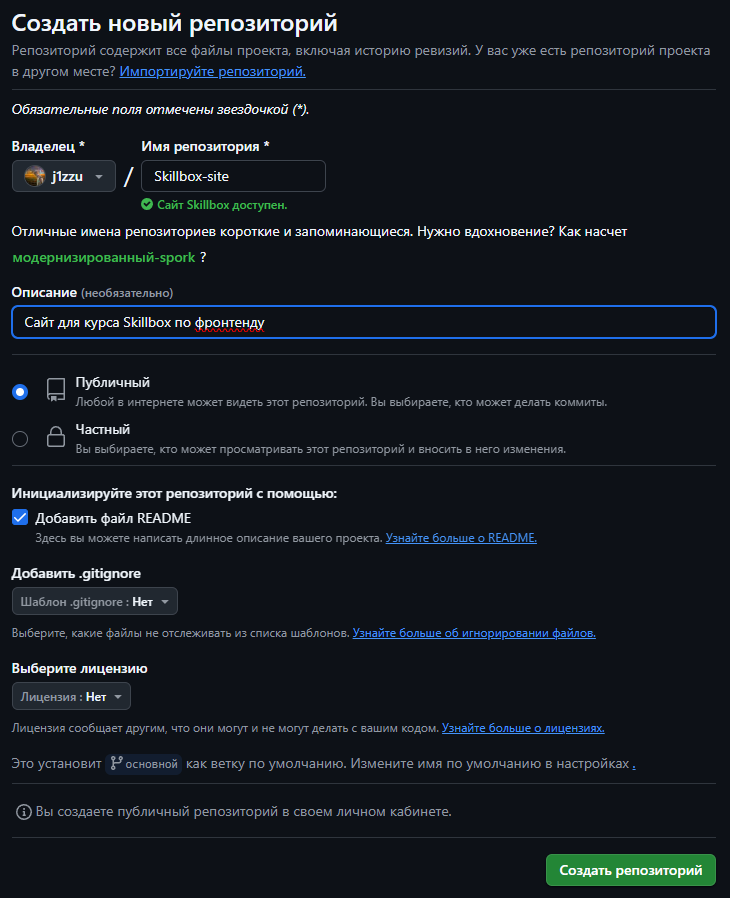 Создать новый репозиторий
Репозиторий содержит все файлы проекта, включая историю ревизий. У вас уже есть репозиторий проекта
в другом месте? Импортируйте репозиторий.
Обязательные поля отмечены звездочкой (*).
Владелец * Имя репозитория *
j1zzu / Skillbox-site
Сайт Skillbox доступен.
Отличные имена репозиториев короткие и запоминающиеся. Нужно вдохновение? Как насчет
модернизированный-spork ?
Описание (необязательно)
Сайт для курса Skillbox по фронтенду
Публичный
Любой в интернете может видеть этот репозиторий. Вы выбираете, кто может делать коммиты.
Частный
Вы выбираете, кто может просматривать этот репозиторий и вносить в него изменения.
Инициализируйте этот репозиторий с помощью:
Добавить файл README
Здесь вы можете написать длинное описание вашего проекта. Узнайте больше о README.
Добавить .gitignore
Шаблон .gitignore : Нет
Выберите, какие файлы не отслеживать из списка шаблонов. Узнайте больше об игнорировании файлов.
Выберите лицензию
Лицензия : Нет
Лицензия сообщает другим, что они могут и не могут делать с вашим кодом. Узнайте больше о лицензиях.
Это установит основной как ветку по умолчанию. Измените имя по умолчанию в настройках .
Вы создаете публичный репозиторий в своем личном кабинете.
Создать репозиторий